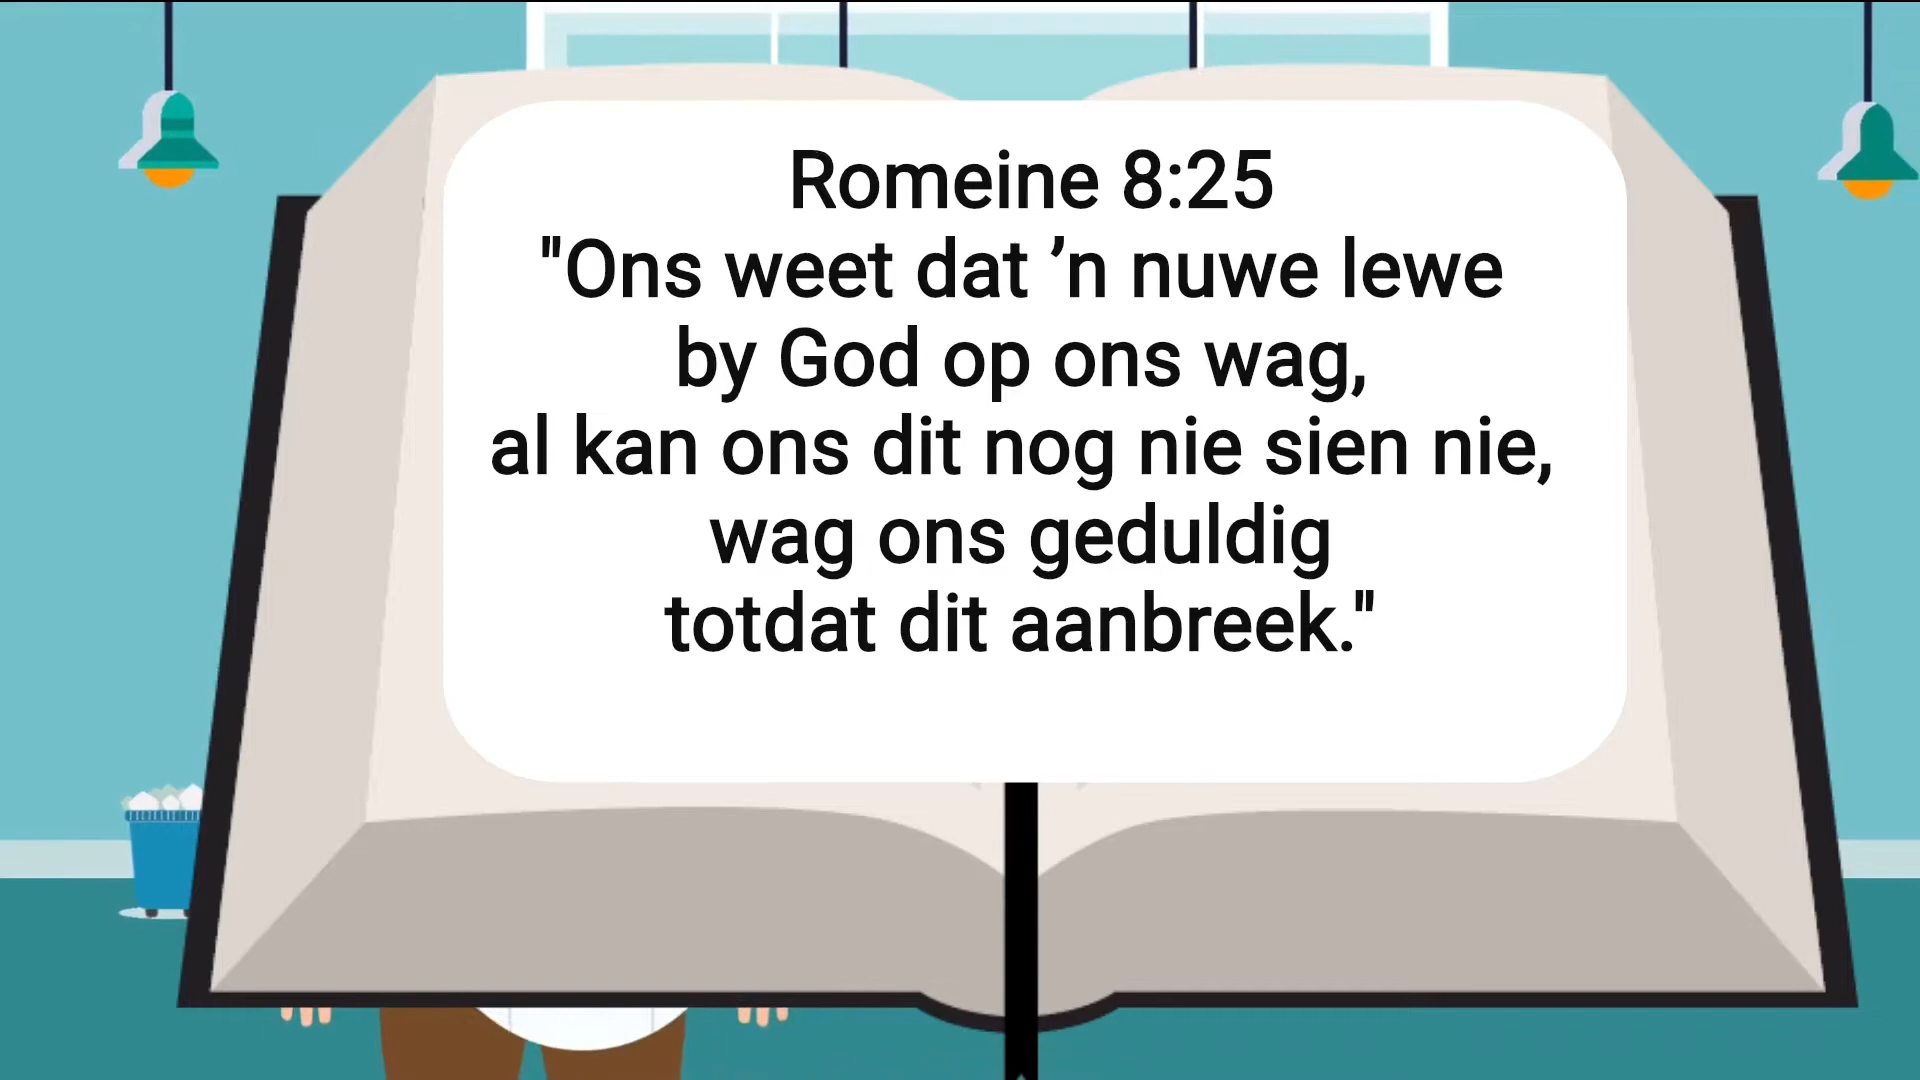 Romeine 8:25
"Ons weet dat ’n nuwe lewe
by God op ons wag,
al kan ons dit nog nie sien nie,
wag ons geduldig
totdat dit aanbreek."